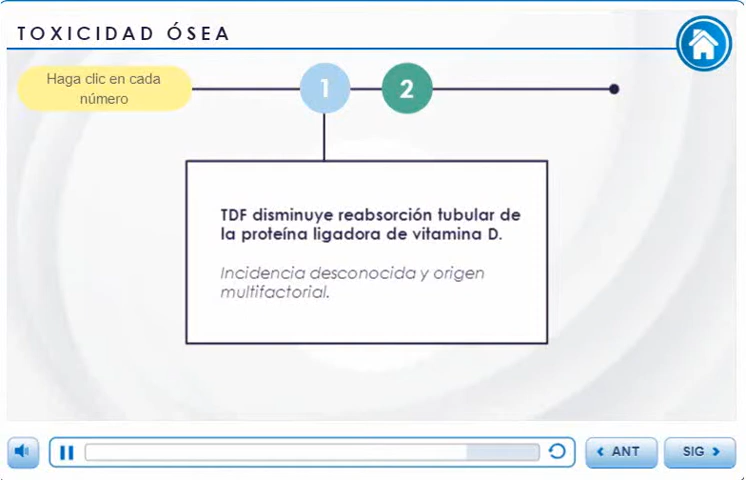 TOXICIDAD ÓSEA
Haga clic en cada
número
1
2
TDF disminuye reabsorción tubular de
la proteína ligadora de vitamina D.
Incidencia desconocida y origen
multifactorial.
ANT
SIG